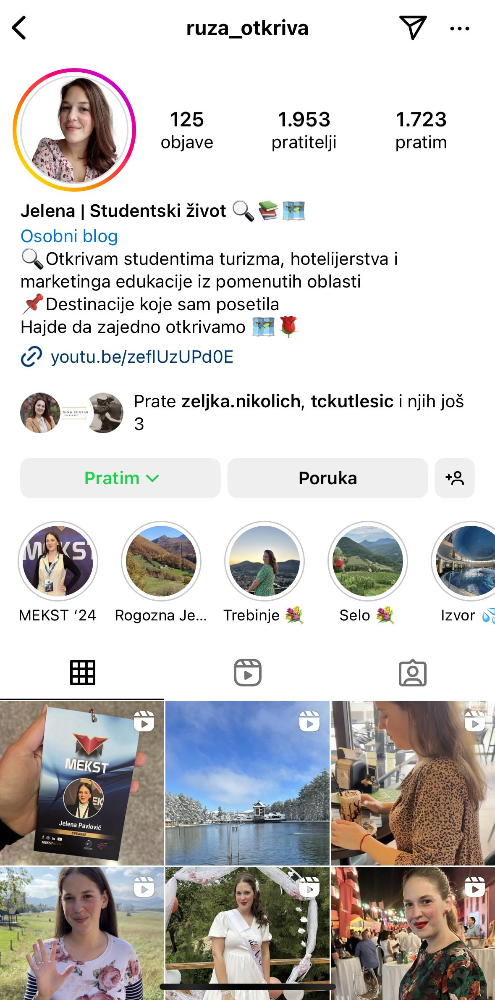 ruza_otkriva
125
objave
1.953
pratitelji
1.723
pratim
Jelena | Studentski život 🔍📚🗺️
Osobni blog
🔍Otkrivam studentima turizma, hotelijerstva i
marketinga edukacije iz pomenutih oblasti
📌Destinacije koje sam posetila
Hajde da zajedno otkrivamo 🗺️🌹
youtu.be/zeflUzUPd0E
NING CENTAR
"KUTLEŠIĆ"
Prate zeljka.nikolich, tckutlesic i njih još
3
Pratim
Poruka
MEKST
MEKST ‘24
Rogozna Je...
Trebinje 💐
Selo 💐
Izvor 💦
MEKST
EK
Jelena Pavlović
SPEAKER
MEKST2024